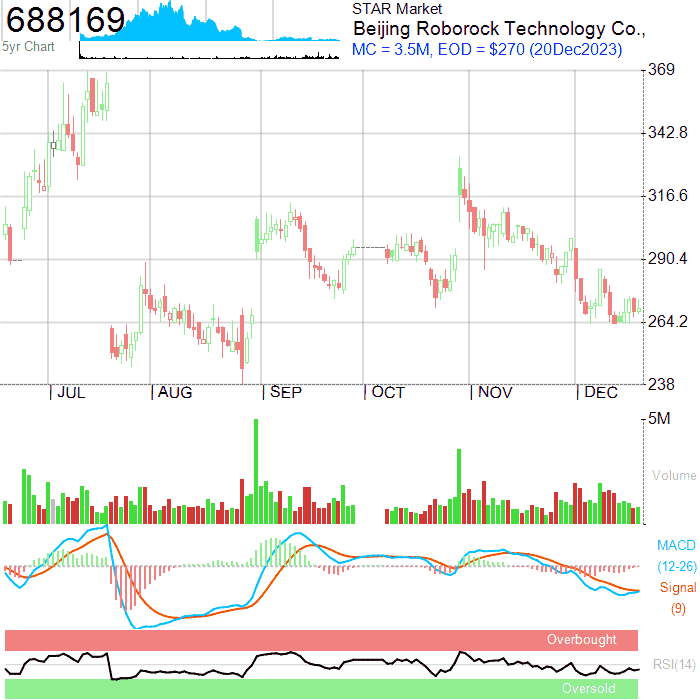 688169
5yr Chart
STAR Market
Beijing Roborock Technology Co.,
MC = 3.5M, EOD = $270 (20Dec2023)
369
342.8
316.6
290.4
264.2
238
JUL AUG SEP OCT NOV DEC
5M
Volume
MACD
(12-26)
Signal
(9)
Overbought
RSI(14)
Oversold